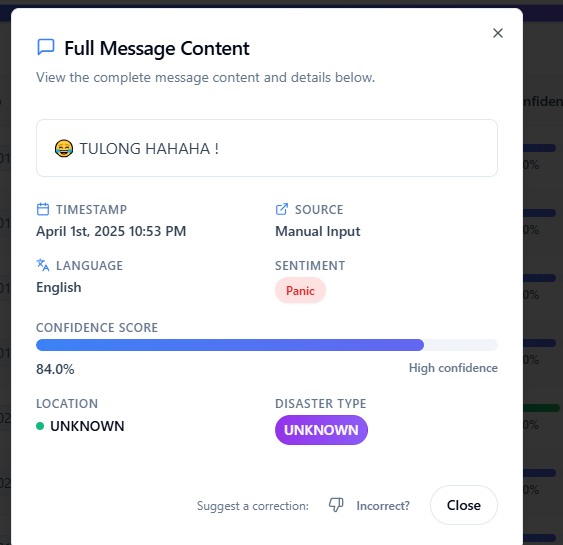 Full Message Content
View the complete message content and details below.
😂 TULONG HAHAHA !
TIMESTAMP
SOURCE
April 1st, 2025 10:53 PM
Manual Input
LANGUAGE
SENTIMENT
English
Panic
CONFIDENCE SCORE
84.0%
High confidence
LOCATION
DISASTER TYPE
UNKNOWN
UNKNOWN
Suggest a correction:
Incorrect?
Close